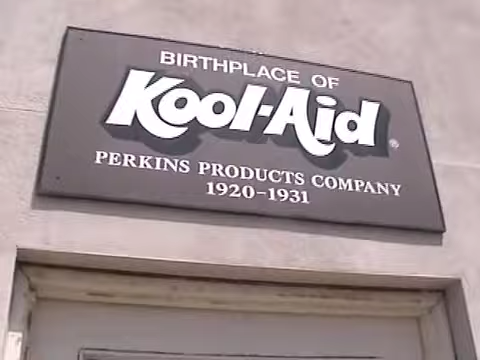 BIRTHPLACE OF
Kool-Aid®
PERKINS PRODUCTS COMPANY
1920-1931